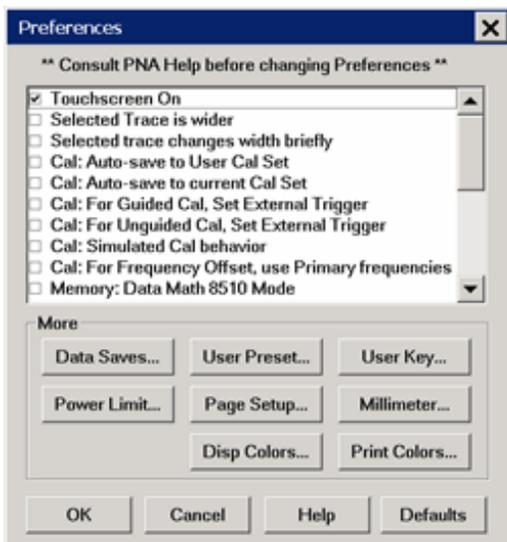 Preferences
** Consult PNA Help before changing Preferences **
Touchscreen On
Selected Trace is wider
Selected trace changes width briefly
Cal: Auto-save to User Cal Set
Cal: Auto-save to current Cal Set
Cal: For Guided Cal, Set External Trigger
Cal: For Unguided Cal, Set External Trigger
Cal: Simulated Cal behavior
Cal: For Frequency Offset, use Primary frequencies
Memory: Data Math 8510 Mode
More
Data Saves... User Preset... User Key...
Power Limit... Page Setup... Millimeter...
Disp Colors... Print Colors...
OK Cancel Help Defaults